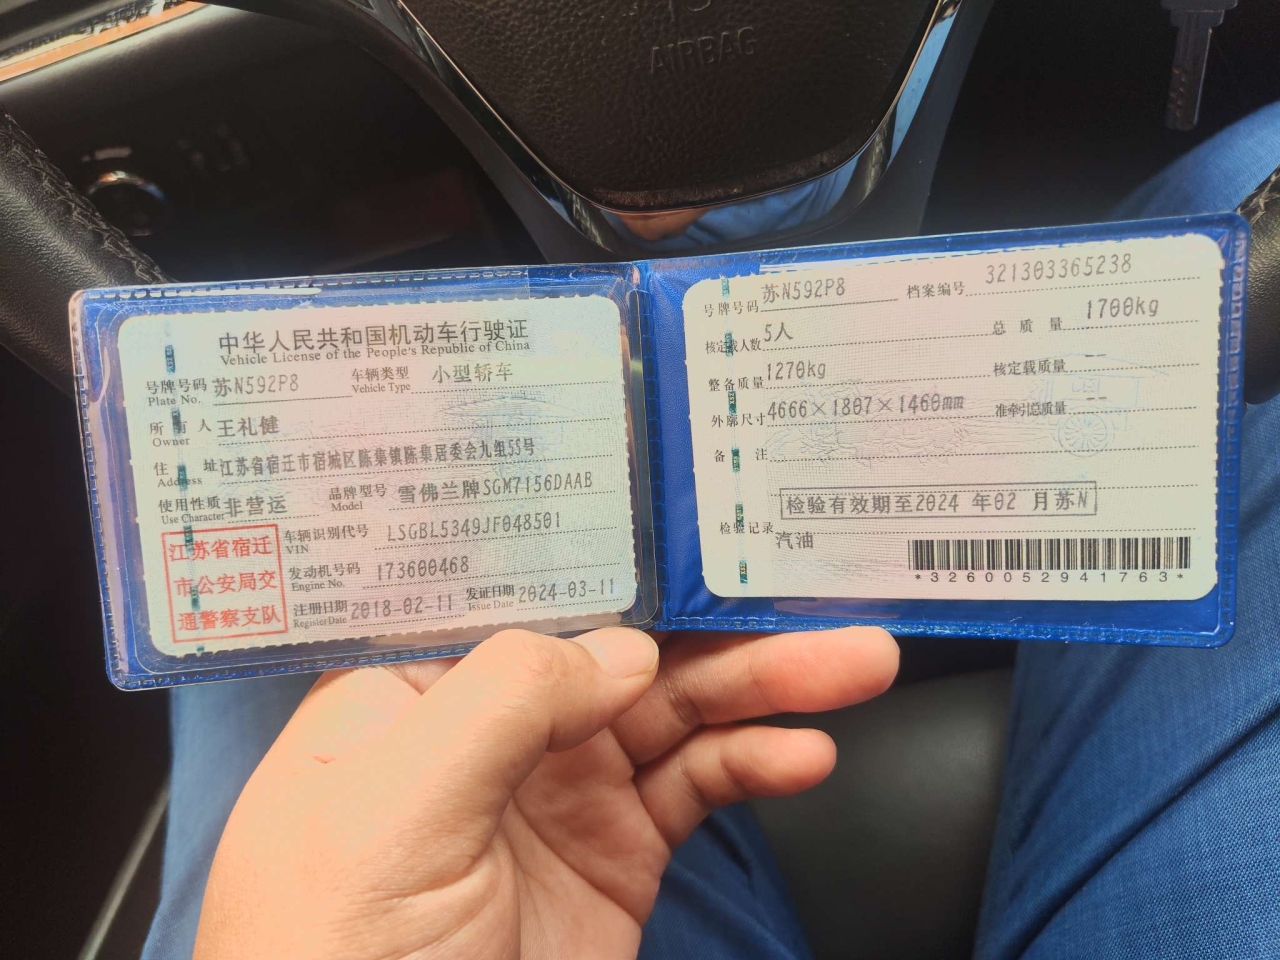 AIRBAG
中华人民共和国机动车行驶证
Vehicle License of the People's Republic of China
号牌号码 苏N592P8 车辆类型 小型轿车
Plate No. Vehicle Type
所有人 王礼健
Owner
住址 江苏省宿迁市宿城区陈集镇陈集居委会九组55号
Address
使用性质 非营运 品牌型号 雪佛兰牌SGM7156DAAB
Use Character Model
江苏省宿迁
市公安局交
通警察支队
车辆识别代号 LSGBL5349JF048501
VIN
发动机号码 173600468
Engine No.
注册日期 2018-02-11 发证日期 2024-03-11
Register Date Issue Date
号牌号码 苏N592P8 档案编号 321303365238
核定载人数 5人 总质量 1700kg
整备质量 1270kg 核定载质量 --
外廓尺寸 4666×1807×1460mm 准牵引总质量 --
备注
检验有效期至2024 年02 月苏N
检验记录
汽油
*3260052941763*